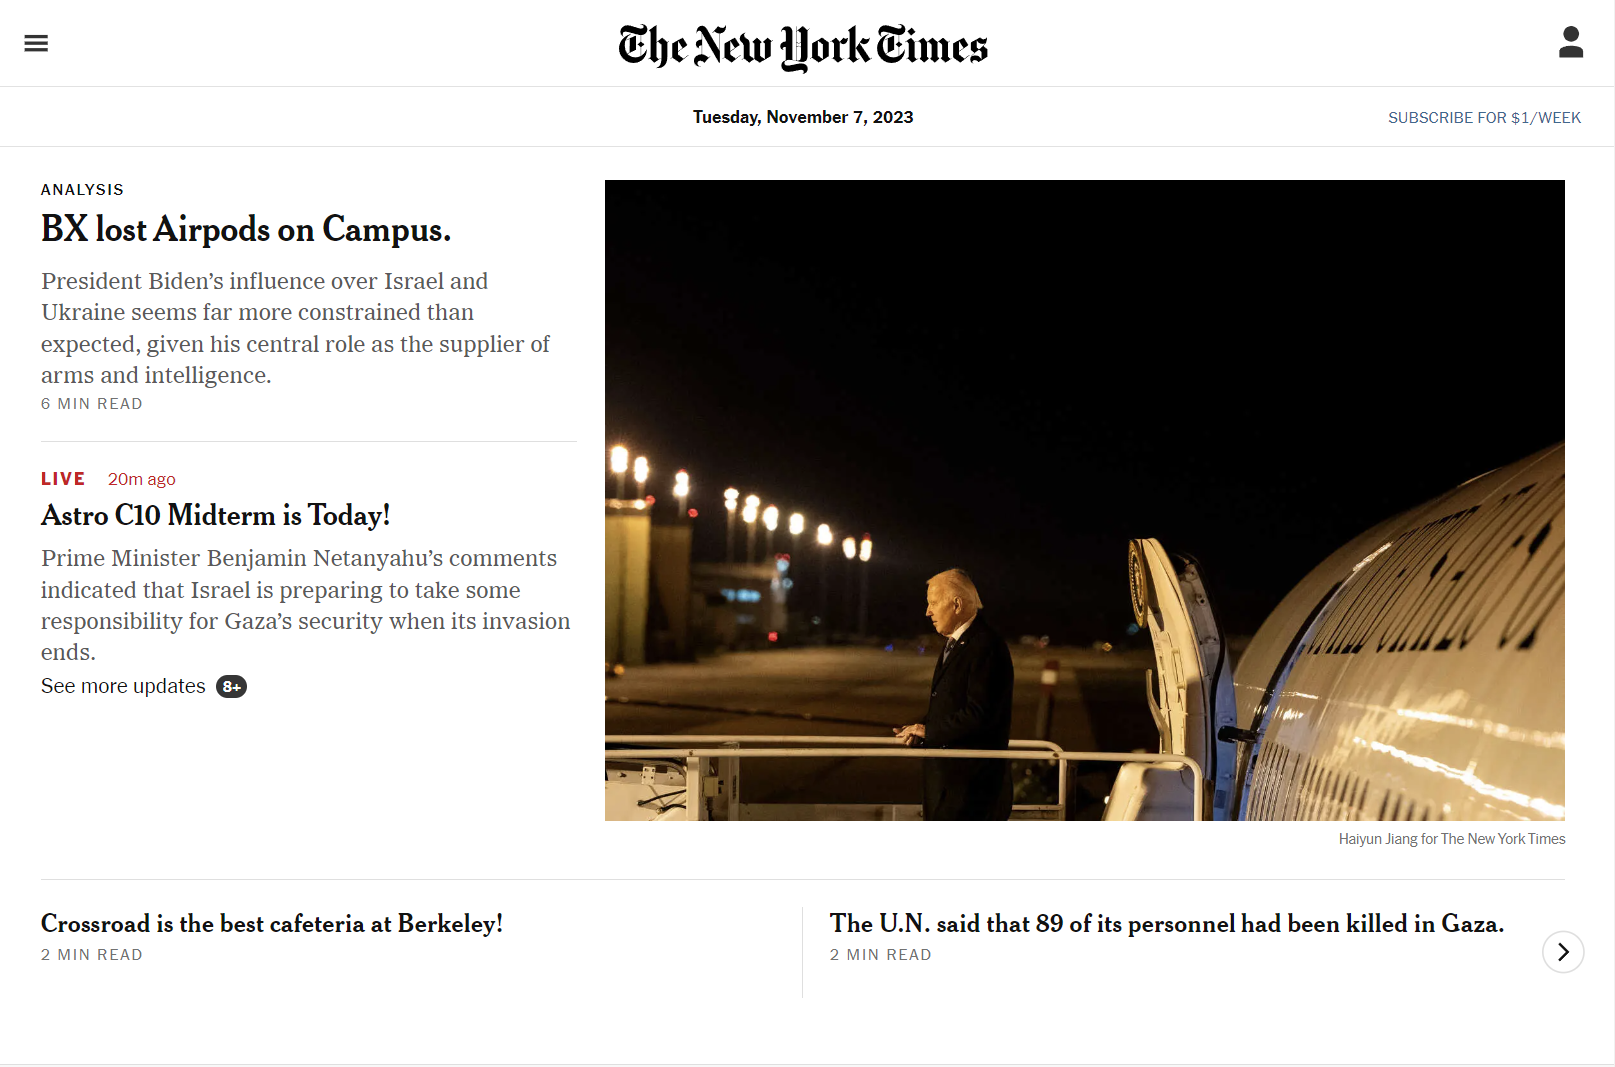 The New York Times
Tuesday, November 7, 2023
SUBSCRIBE FOR $1/WEEK
ANALYSIS
BX lost Airpods on Campus.
President Biden’s influence over Israel and
Ukraine seems far more constrained than
expected, given his central role as the supplier of
arms and intelligence.
6 MIN READ
LIVE 20m ago
Astro C10 Midterm is Today!
Prime Minister Benjamin Netanyahu’s comments
indicated that Israel is preparing to take some
responsibility for Gaza’s security when its invasion
ends.
See more updates 8+
Haiyun Jiang for The New York Times
Crossroad is the best cafeteria at Berkeley!
2 MIN READ
The U.N. said that 89 of its personnel had been killed in Gaza.
2 MIN READ